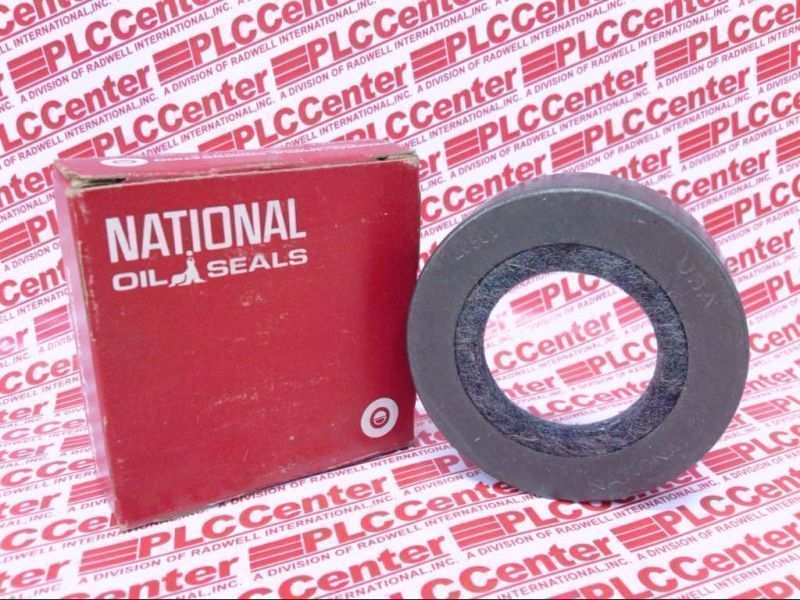 NATIONAL
OIL SEALS
USA
PLCCenter
A DIVISION OF RADWELL INTERNATIONAL, INC.